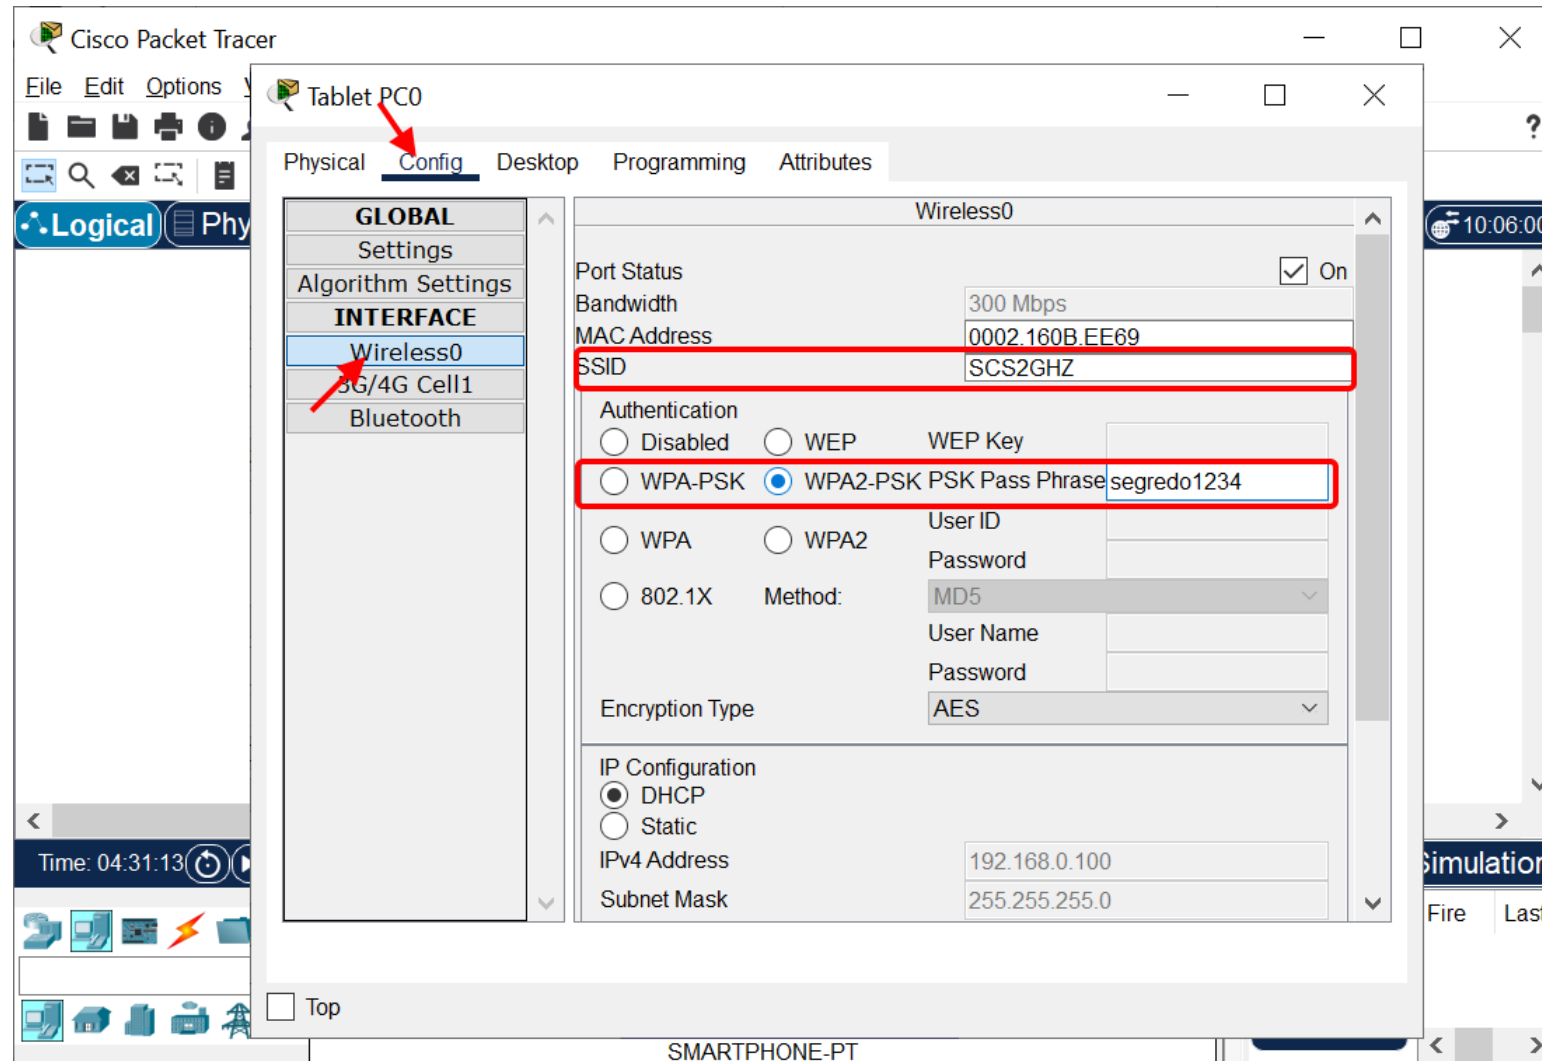 Cisco Packet Tracer
File Edit Options
Tablet PC0
?
Physical Config Desktop Programming Attributes
Logical
Phy
10:06:00
GLOBAL
Settings
Algorithm Settings
INTERFACE
Wireless0
3G/4G Cell1
Bluetooth
Wireless0
Port Status On
Bandwidth 300 Mbps
MAC Address 0002.160B.EE69
SSID SCS2GHZ
Authentication
Disabled WEP WEP Key
WPA-PSK WPA2-PSK PSK Pass Phrase segredo1234
User ID
WPA WPA2
Password
802.1X Method: MD5
User Name
Password
Encryption Type AES
IP Configuration
DHCP
Static
IPv4 Address 192.168.0.100
Subnet Mask 255.255.255.0
Time: 04:31:13
Simulation
Fire Last
Top
SMARTPHONE-PT